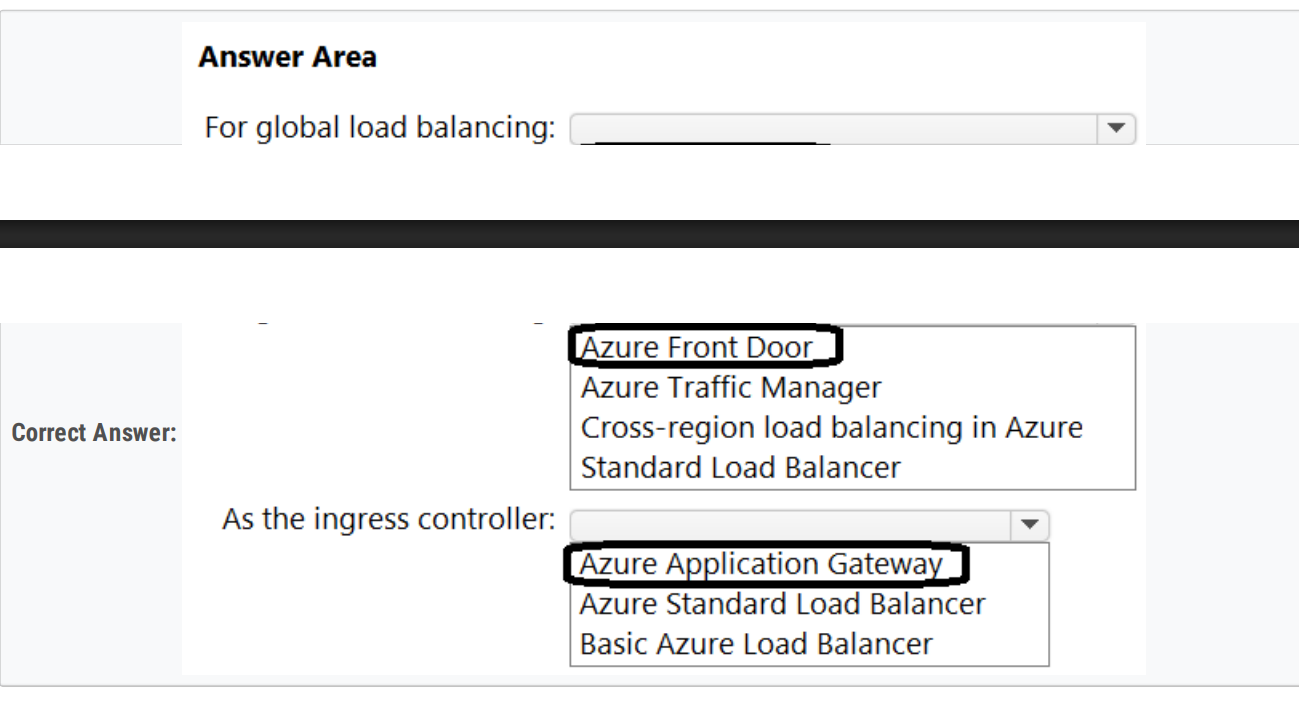 Answer Area
For global load balancing:
Azure Front Door
Azure Traffic Manager
Cross-region load balancing in Azure
Standard Load Balancer
Correct Answer:
As the ingress controller:
Azure Application Gateway
Azure Standard Load Balancer
Basic Azure Load Balancer